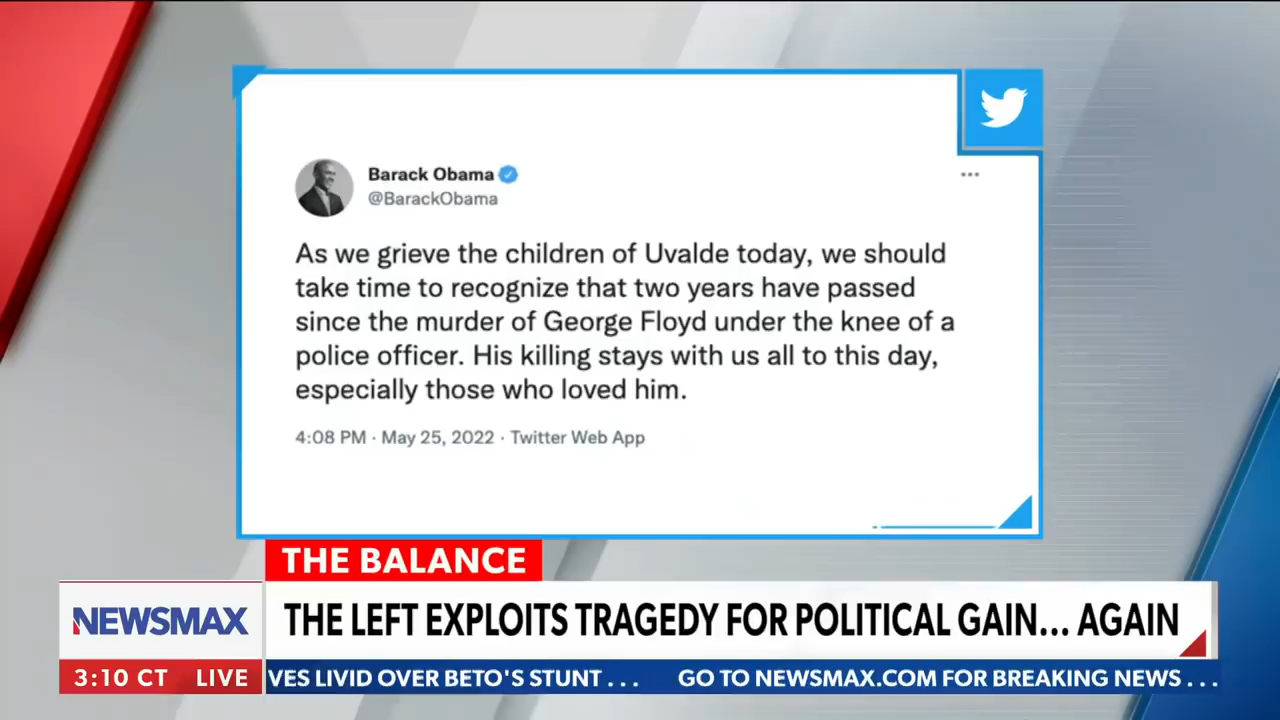 Barack Obama
@BarackObama
...
As we grieve the children of Uvalde today, we should
take time to recognize that two years have passed
since the murder of George Floyd under the knee of a
police officer. His killing stays with us all to this day,
especially those who loved him.
4:08 PM · May 25, 2022 · Twitter Web App
THE BALANCE
NEWSMAX
THE LEFT EXPLOITS TRAGEDY FOR POLITICAL GAIN... AGAIN
3:10 CT LIVE
VES LIVID OVER BETO'S STUNT . . . GO TO NEWSMAX.COM FOR BREAKING NEWS . . .